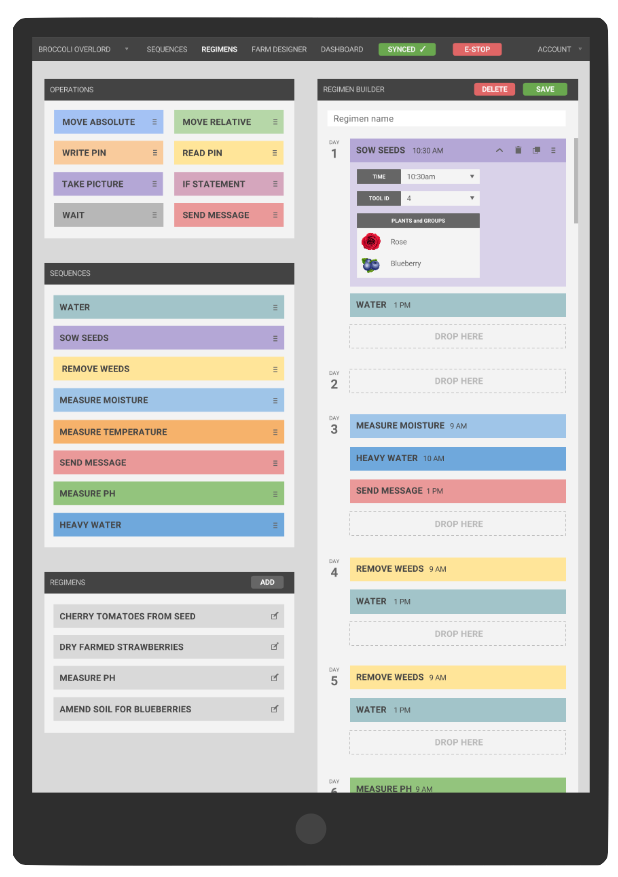 BROCCOLI OVERLORD SEQUENCES REGIMENS FARM DESIGNER DASHBOARD SYNCED ✓ E-STOP ACCOUNT
OPERATIONS
MOVE ABSOLUTE MOVE RELATIVE
WRITE PIN READ PIN
TAKE PICTURE IF STATEMENT
WAIT SEND MESSAGE
SEQUENCES
WATER
SOW SEEDS
REMOVE WEEDS
MEASURE MOISTURE
MEASURE TEMPERATURE
SEND MESSAGE
MEASURE PH
HEAVY WATER
REGIMENS ADD
CHERRY TOMATOES FROM SEED
DRY FARMED STRAWBERRIES
MEASURE PH
AMEND SOIL FOR BLUEBERRIES
REGIMEN BUILDER DELETE SAVE
Regimen name
DAY
1 SOW SEEDS 10:30 AM
TIME 10:30am
TOOL ID 4
PLANTS and GROUPS
Rose
Blueberry
WATER 1 PM
DROP HERE
DAY
2 DROP HERE
DAY
3 MEASURE MOISTURE 9 AM
HEAVY WATER 10 AM
SEND MESSAGE 1 PM
DROP HERE
DAY
4 REMOVE WEEDS 9 AM
WATER 1 PM
DROP HERE
DAY
5 REMOVE WEEDS 9 AM
WATER 1 PM
DROP HERE
DAY
6 MEASURE PH 9 AM